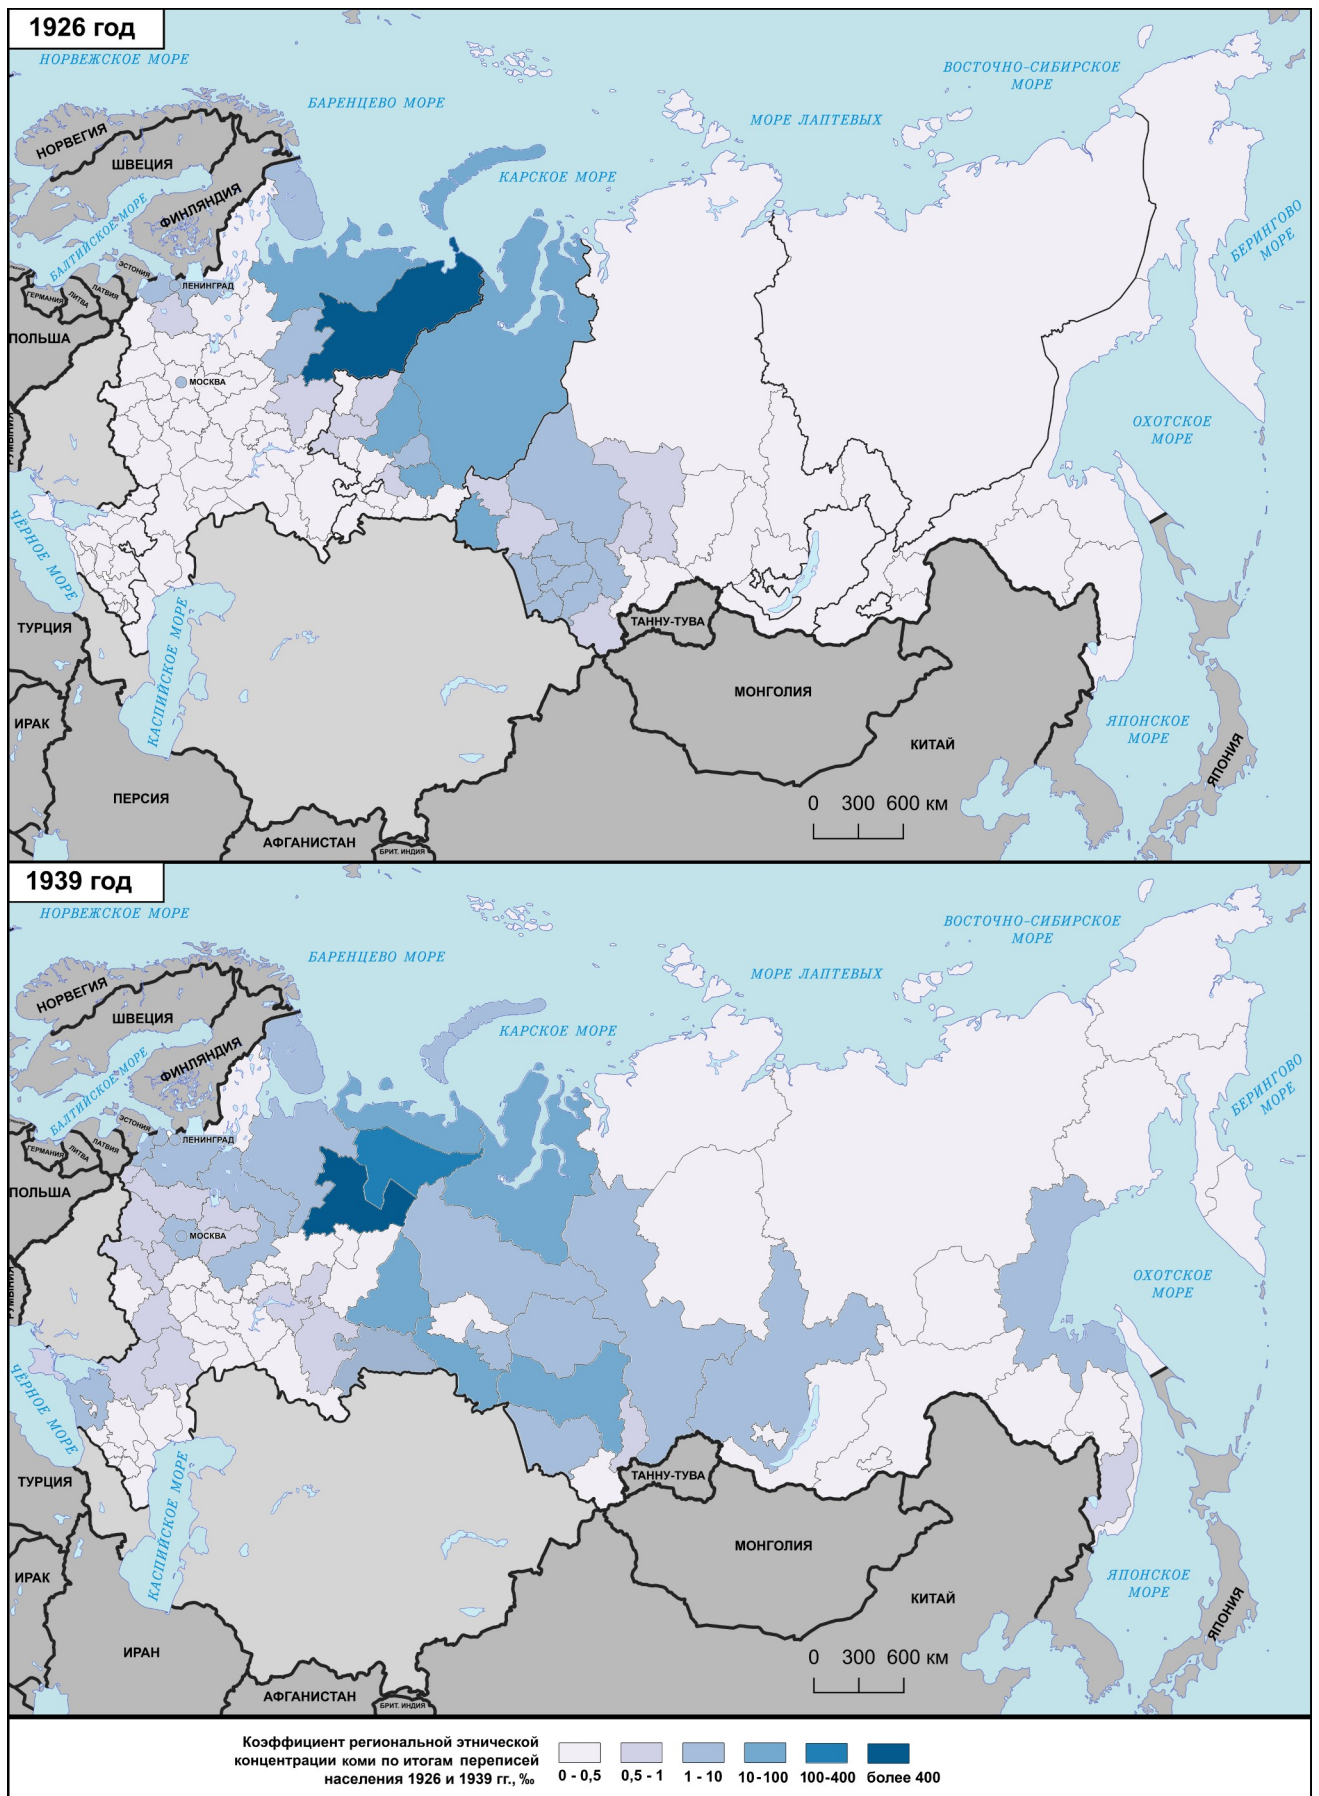 1926 год
НОРВЕЖСКОЕ МОРЕ
БАРЕНЦЕВО МОРЕ
КАРСКОЕ МОРЕ
МОРЕ ЛАПТЕВЫХ
ВОСТОЧНО-СИБИРСКОЕ
МОРЕ
БЕРИНГОВО
МОРЕ
НОРВЕГИЯ
ШВЕЦИЯ
ФИНЛЯНДИЯ
БАЛТИЙСКОЕ МОРЕ
ЭСТОНИЯ
ЛЕНИНГРАД
ЛАТВИЯ
ЛИТВА
ГЕРМАНИЯ
ПОЛЬША
МОСКВА
РУМЫНИЯ
ОХОТСКОЕ
МОРЕ
ЧЁРНОЕ МОРЕ
ТУРЦИЯ
КАСПИЙСКОЕ МОРЕ
ТАННУ-ТУВА
МОНГОЛИЯ
КИТАЙ
ЯПОНСКОЕ
МОРЕ
ЯПОНИЯ
ИРАК
ПЕРСИЯ
АФГАНИСТАН
БРИТ. ИНДИЯ
0 300 600 км
1939 год
НОРВЕЖСКОЕ МОРЕ
БАРЕНЦЕВО МОРЕ
КАРСКОЕ МОРЕ
МОРЕ ЛАПТЕВЫХ
ВОСТОЧНО-СИБИРСКОЕ
МОРЕ
БЕРИНГОВО
МОРЕ
НОРВЕГИЯ
ШВЕЦИЯ
ФИНЛЯНДИЯ
БАЛТИЙСКОЕ МОРЕ
ЭСТОНИЯ
ЛЕНИНГРАД
ЛАТВИЯ
ЛИТВА
ГЕРМАНИЯ
ПОЛЬША
МОСКВА
РУМЫНИЯ
ОХОТСКОЕ
МОРЕ
ЧЁРНОЕ МОРЕ
ТУРЦИЯ
КАСПИЙСКОЕ МОРЕ
ТАННУ-ТУВА
МОНГОЛИЯ
КИТАЙ
ЯПОНСКОЕ
МОРЕ
ЯПОНИЯ
ИРАК
ИРАН
АФГАНИСТАН
БРИТ. ИНДИЯ
0 300 600 км
Коэффициент региональной этнической
концентрации коми по итогам переписей
населения 1926 и 1939 гг., ‰
0 - 0,5 0,5 - 1 1 - 10 10-100 100-400 более 400